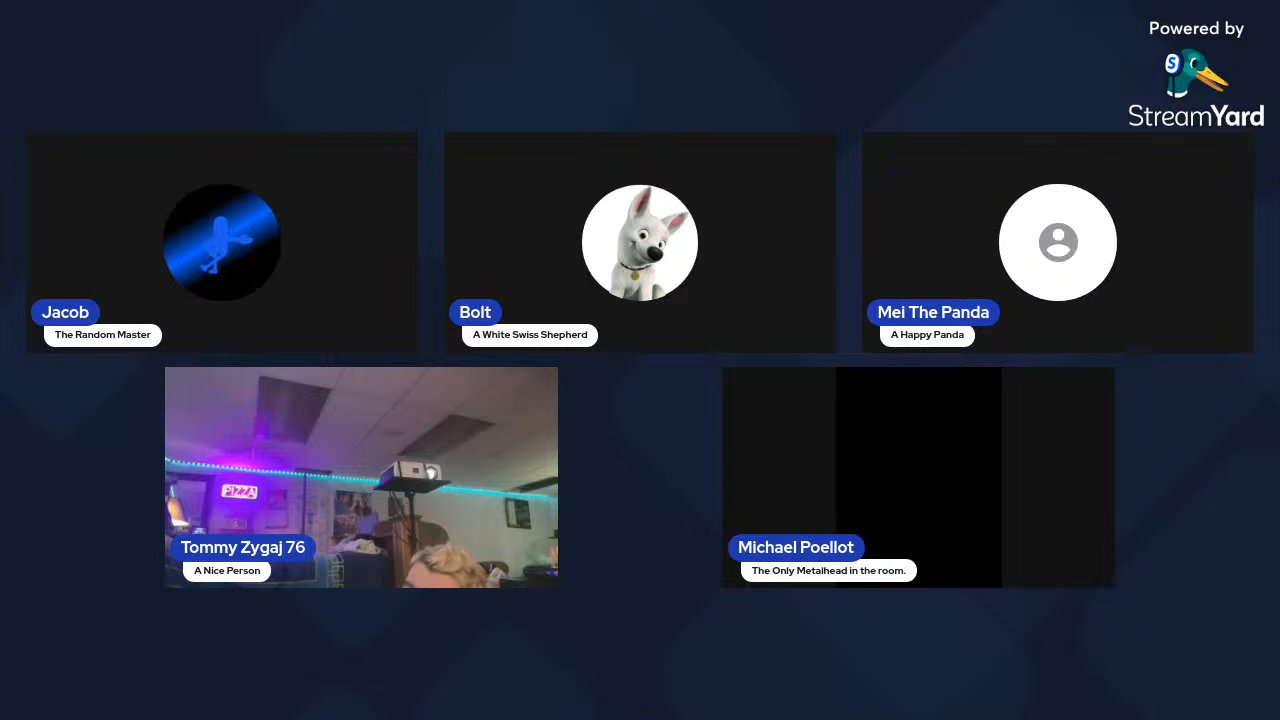 Powered by
S
StreamYard
Jacob
The Random Master
Bolt
A White Swiss Shepherd
Mei The Panda
A Happy Panda
PIZZA
Tommy Zygaj 76
A Nice Person
Michael Poellot
The Only Metalhead in the room.